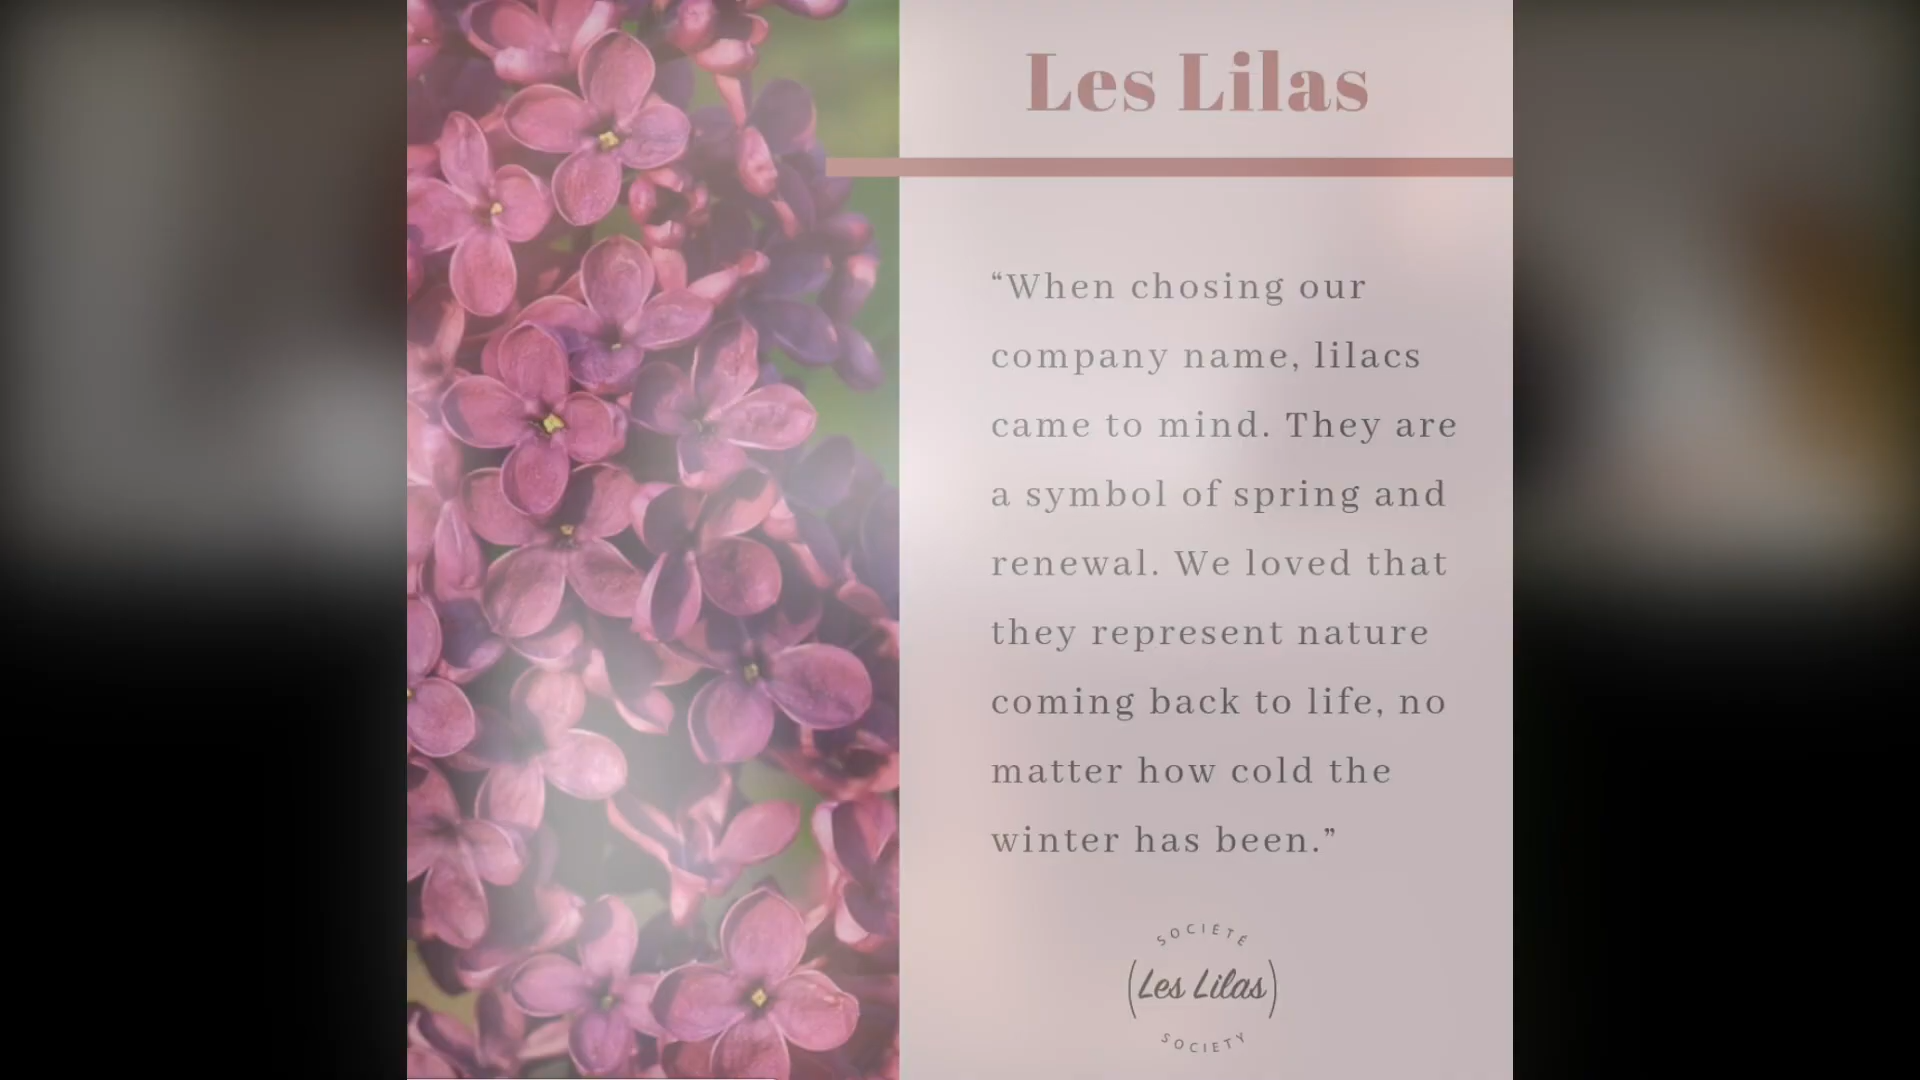 Les Lilas
“When chosing our
company name, lilacs
came to mind. They are
a symbol of spring and
renewal. We loved that
they represent nature
coming back to life, no
matter how cold the
winter has been.”
SOCIETE
(Les Lilas)
SOCIETY